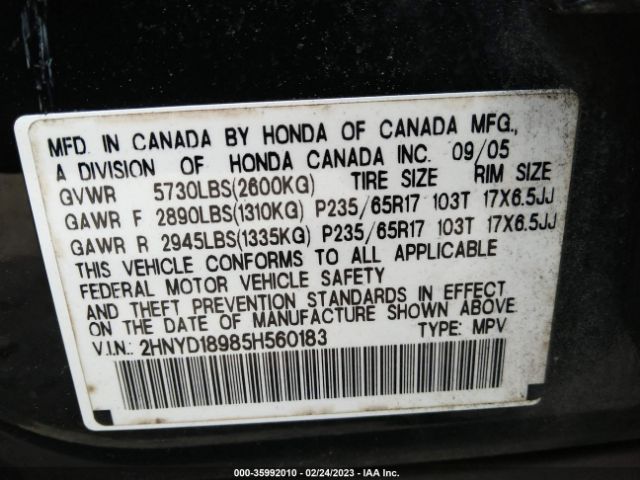 MFD. IN CANADA BY HONDA OF CANADA MFG.,
A DIVISION OF HONDA CANADA INC. 09/05
GVWR 5730LBS(2600KG) TIRE SIZE RIM SIZE
GAWR F 2890LBS(1310KG) P235/65R17 103T 17X6.5JJ
GAWR R 2945LBS(1335KG) P235/65R17 103T 17X6.5JJ
THIS VEHICLE CONFORMS TO ALL APPLICABLE
FEDERAL MOTOR VEHICLE SAFETY
AND THEFT PREVENTION STANDARDS IN EFFECT
ON THE DATE OF MANUFACTURE SHOWN ABOVE.
V.I.N.: 2HNYD18985H560183 TYPE: MPV
000-35992010 - 02/24/2023 - IAA Inc.